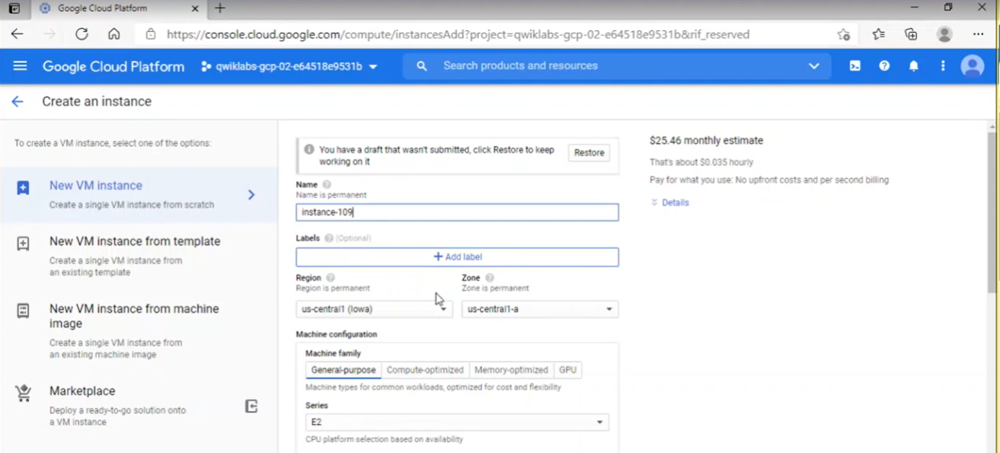 Google Cloud Platform
https://console.cloud.google.com/compute/instancesAdd?project=qwiklabs-gcp-02-e64518e9531b&rif_reserved
Google Cloud Platform
qwiklabs-gcp-02-e64518e9531b
Search products and resources
Create an instance
To create a VM instance, select one of the options:
New VM instance
Create a single VM instance from scratch
New VM instance from template
Create a single VM instance from
an existing template
New VM instance from machine
image
Create a single VM instance from
an existing machine image
Marketplace
Deploy a ready-to-go solution onto
a VM instance
You have a draft that wasn't submitted, click Restore to keep
working on it
Restore
Name
Name is permanent
instance-109
Labels (Optional)
+ Add label
Region
Region is permanent
us-central1 (Iowa)
Zone
Zone is permanent
us-central1-a
Machine configuration
Machine family
General-purpose Compute-optimized Memory-optimized GPU
Machine types for common workloads, optimized for cost and flexibility
Series
E2
CPU platform selection based on availability
$25.46 monthly estimate
That's about $0.035 hourly
Pay for what you use: No upfront costs and per second billing
Details